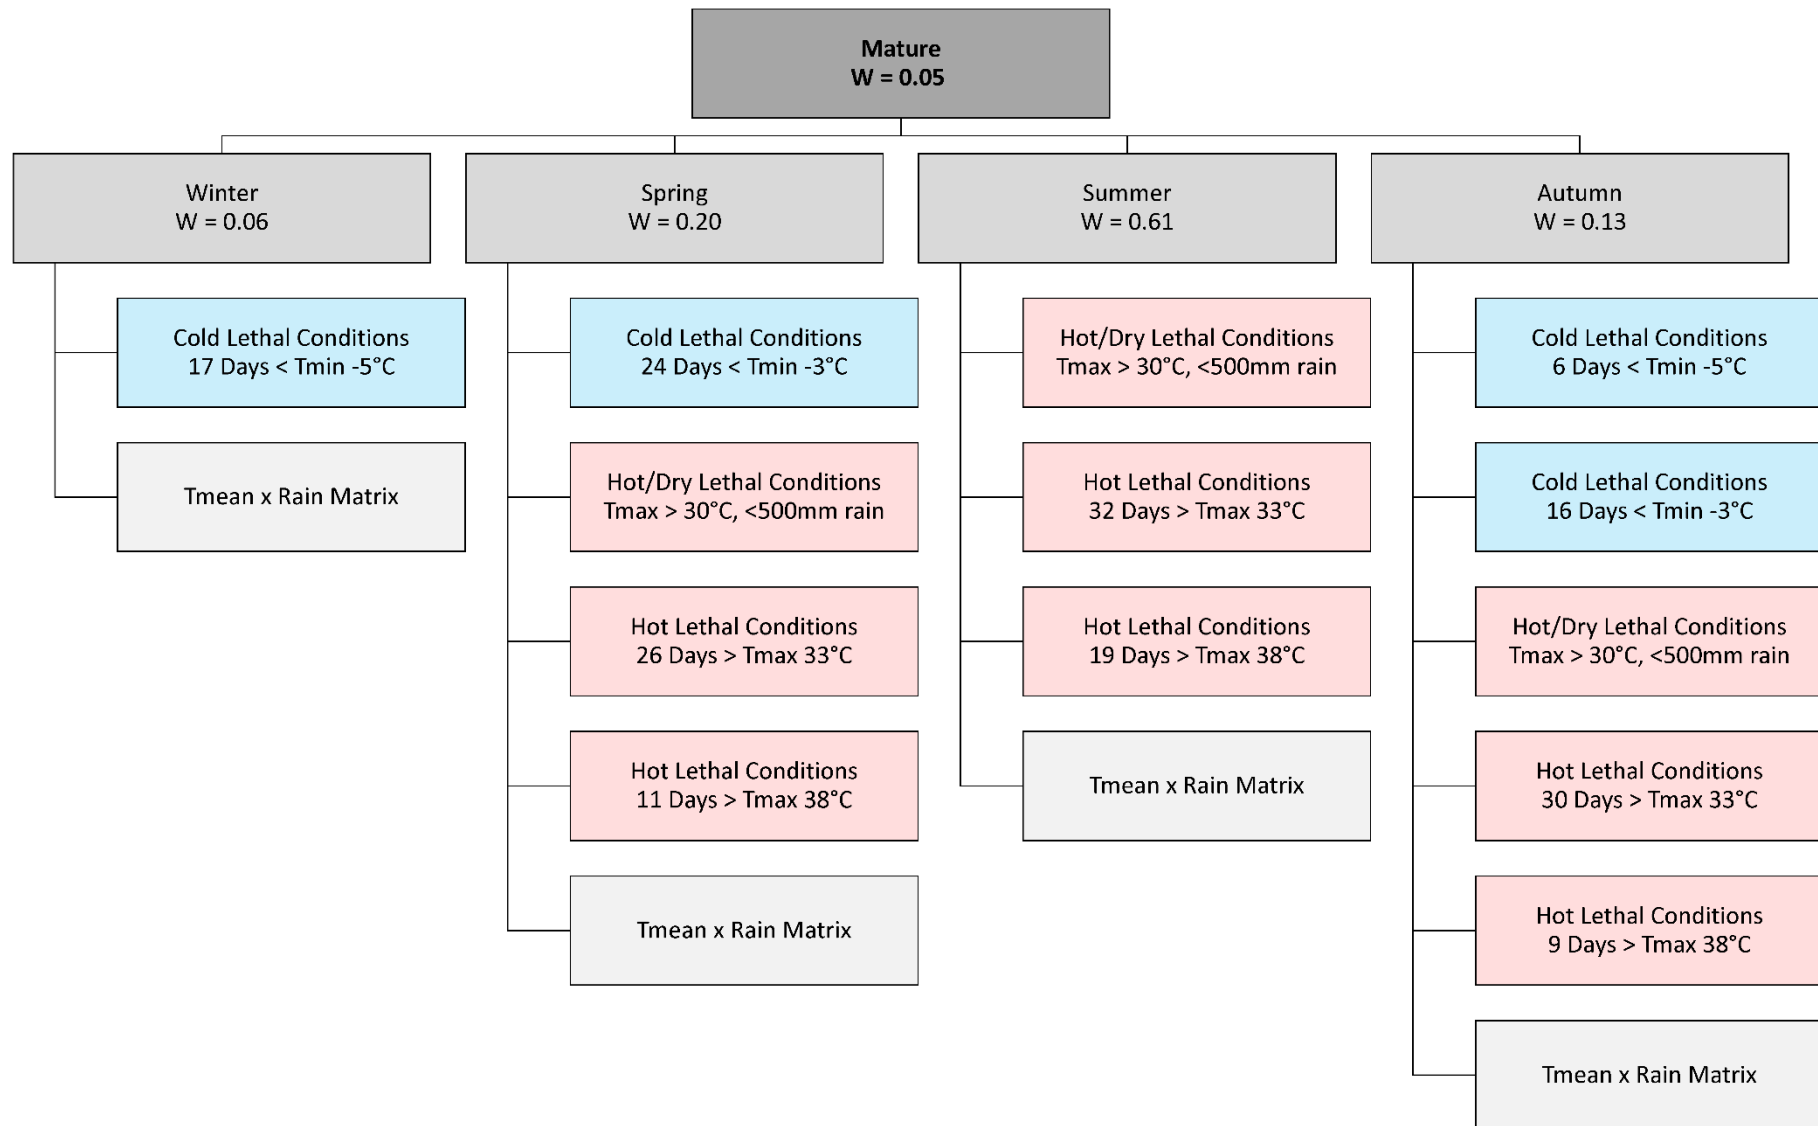 Mature
W = 0.05
Winter
W = 0.06
Cold Lethal Conditions
17 Days < Tmin -5°C
Tmean x Rain Matrix
Spring
W = 0.20
Cold Lethal Conditions
24 Days < Tmin -3°C
Hot/Dry Lethal Conditions
Tmax > 30°C, <500mm rain
Hot Lethal Conditions
26 Days > Tmax 33°C
Hot Lethal Conditions
11 Days > Tmax 38°C
Tmean x Rain Matrix
Summer
W = 0.61
Hot/Dry Lethal Conditions
Tmax > 30°C, <500mm rain
Hot Lethal Conditions
32 Days > Tmax 33°C
Hot Lethal Conditions
19 Days > Tmax 38°C
Tmean x Rain Matrix
Autumn
W = 0.13
Cold Lethal Conditions
6 Days < Tmin -5°C
Cold Lethal Conditions
16 Days < Tmin -3°C
Hot/Dry Lethal Conditions
Tmax > 30°C, <500mm rain
Hot Lethal Conditions
30 Days > Tmax 33°C
Hot Lethal Conditions
9 Days > Tmax 38°C
Tmean x Rain Matrix